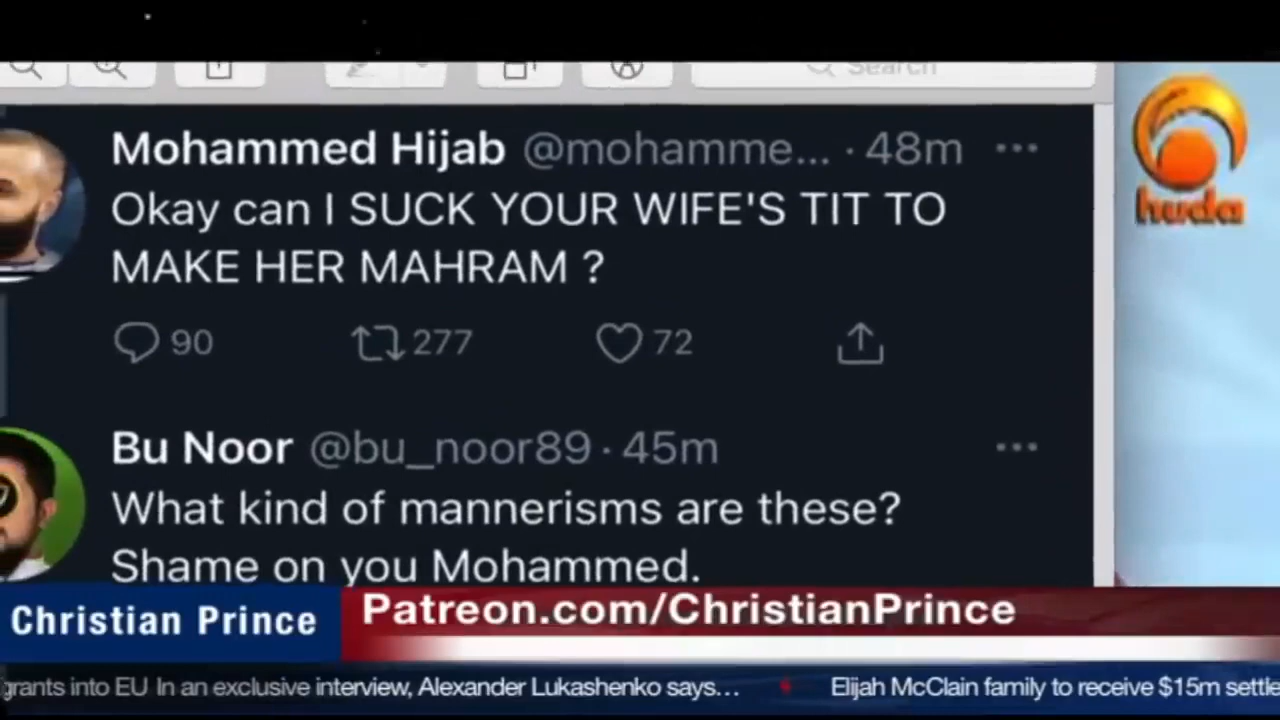 Search
Mohammed Hijab @mohamme... · 48m
Okay can I SUCK YOUR WIFE'S TIT TO
MAKE HER MAHRAM ?
90 277 72
huda
Bu Noor @bu_noor89 · 45m
What kind of mannerisms are these?
Shame on you Mohammed.
Christian Prince
Patreon.com/ChristianPrince
grants into EU In an exclusive interview, Alexander Lukashenko says... Elijah McClain family to receive $15m